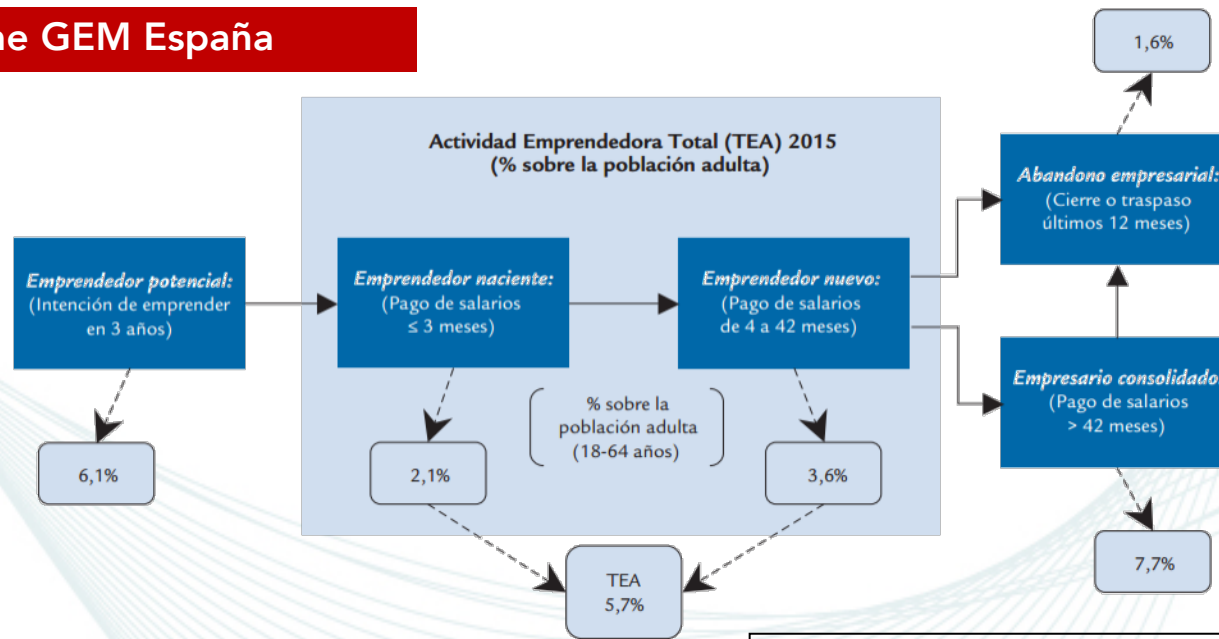 ne GEM España
1,6%
Actividad Emprendedora Total (TEA) 2015
(% sobre la población adulta)
Abandono empresarial:
(Cierre o traspaso
últimos 12 meses)
Emprendedor potencial:
(Intención de emprender
en 3 años)
Emprendedor naciente:
(Pago de salarios
≤ 3 meses)
Emprendedor nuevo:
(Pago de salarios
de 4 a 42 meses)
Empresario consolidado
(Pago de salarios
> 42 meses)
% sobre la
población adulta
(18-64 años)
6,1%
2,1%
3,6%
7,7%
TEA
5,7%